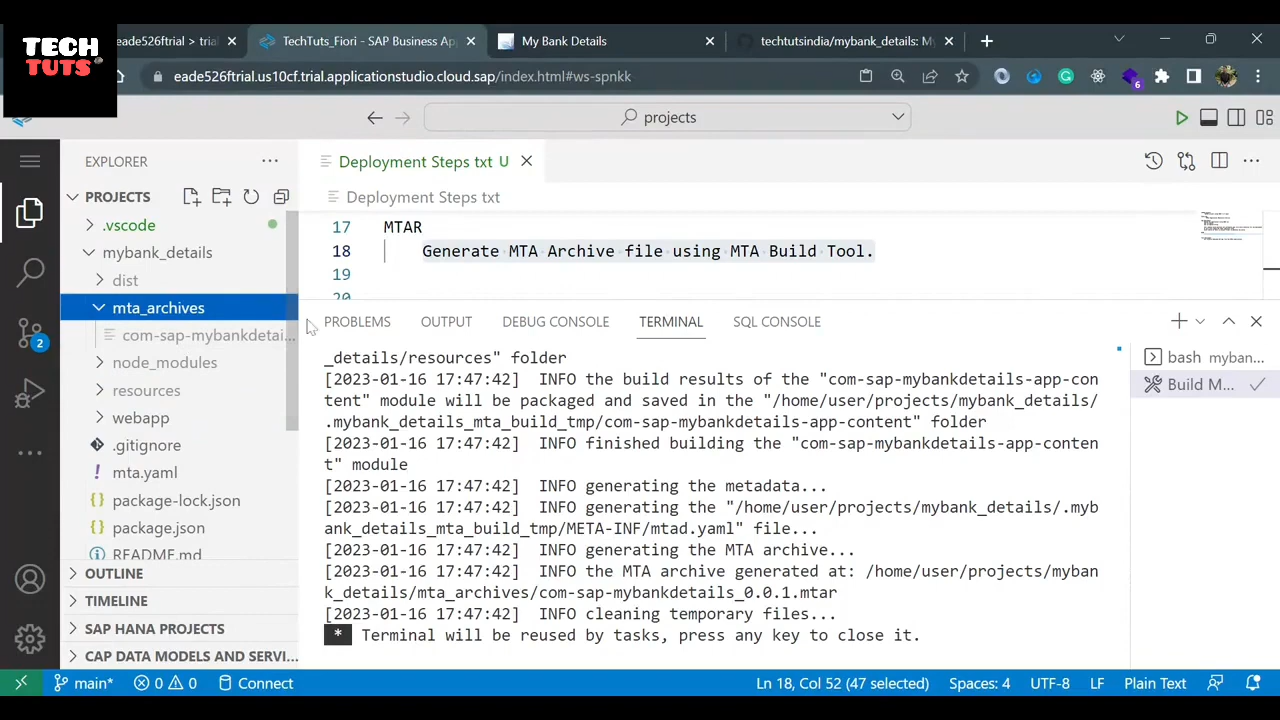 TECH
TUTS
eade526ftrial > trial
TechTuts_Fiori - SAP Business App
My Bank Details
techtutsindia/mybank_details: My
eade526ftrial.us10cf.trial.applicationstudio.cloud.sap/index.html#ws-spnkk
6
projects
EXPLORER
Deployment Steps txt U
PROJECTS
Deployment Steps txt
.vscode
mybank_details
dist
mta_archives
com-sap-mybankdetai...
node_modules
resources
webapp
.gitignore
mta.yaml
package-lock.json
package.json
README.md
OUTLINE
TIMELINE
SAP HANA PROJECTS
CAP DATA MODELS AND SERVI...
2
17 MTAR
18 Generate MTA Archive file using MTA Build Tool.
19
20
PROBLEMS OUTPUT DEBUG CONSOLE TERMINAL SQL CONSOLE
_details/resources" folder
[2023-01-16 17:47:42]  INFO the build results of the "com-sap-mybankdetails-app-con
tent" module will be packaged and saved in the "/home/user/projects/mybank_details/
.mybank_details_mta_build_tmp/com-sap-mybankdetails-app-content" folder
[2023-01-16 17:47:42]  INFO finished building the "com-sap-mybankdetails-app-conten
t" module
[2023-01-16 17:47:42]  INFO generating the metadata...
[2023-01-16 17:47:42]  INFO generating the "/home/user/projects/mybank_details/.myb
ank_details_mta_build_tmp/META-INF/mtad.yaml" file...
[2023-01-16 17:47:42]  INFO generating the MTA archive...
[2023-01-16 17:47:42]  INFO the MTA archive generated at: /home/user/projects/myban
k_details/mta_archives/com-sap-mybankdetails_0.0.1.mtar
[2023-01-16 17:47:42]  INFO cleaning temporary files...
* Terminal will be reused by tasks, press any key to close it.
bash myban...
Build M...
main* 0 0 Connect
Ln 18, Col 52 (47 selected) Spaces: 4 UTF-8 LF Plain Text